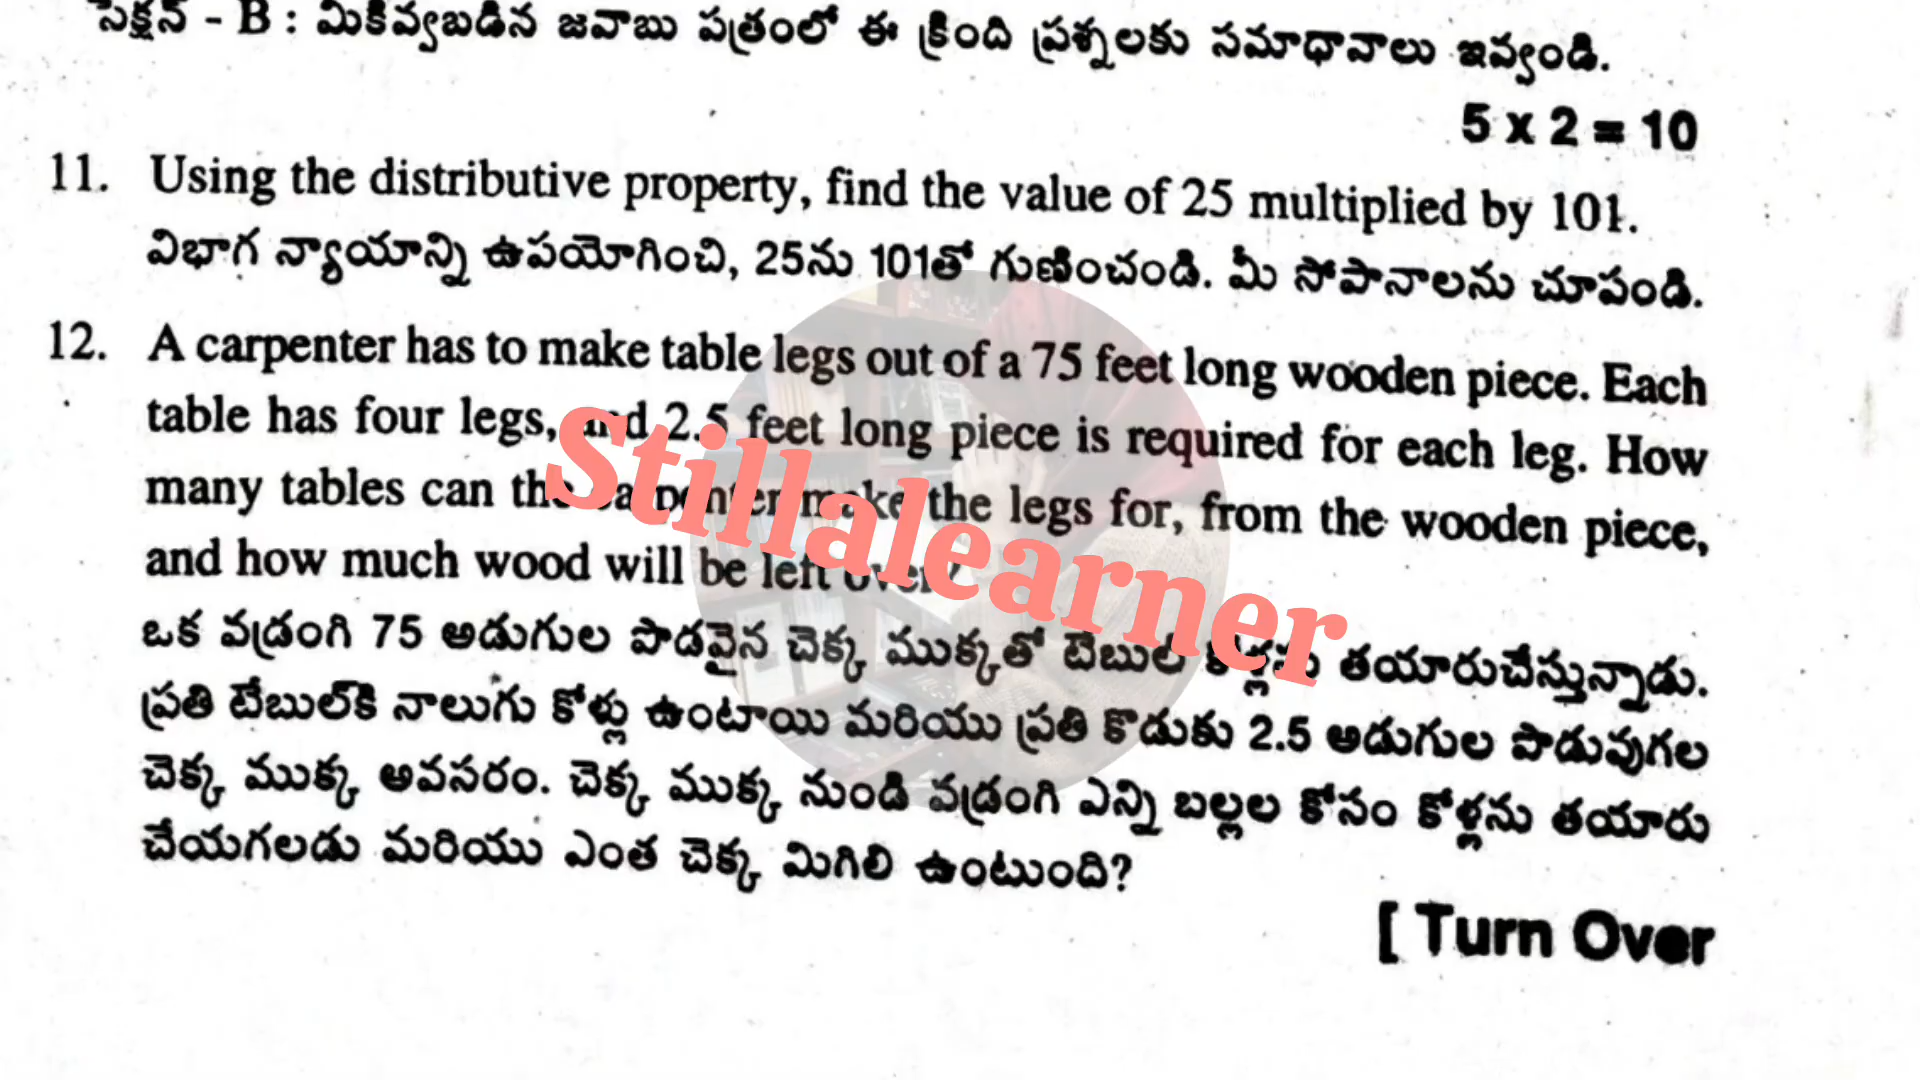 సెక్షన్ - B : మీకివ్వబడిన జవాబు పత్రంలో ఈ క్రింది ప్రశ్నలకు సమాధానాలు ఇవ్వండి.
5 x 2 = 10
11. Using the distributive property, find the value of 25 multiplied by 101.
విభాగ న్యాయాన్ని ఉపయోగించి, 25ను 101తో గుణించండి. మీ సోపానాలను చూపండి.
12. A carpenter has to make table legs out of a 75 feet long wooden piece. Each
table has four legs, and 2.5 feet long piece is required for each leg. How
many tables can the carpenter make the legs for, from the wooden piece,
and how much wood will be left over?
Stillalearner
ఒక వడ్రంగి 75 అడుగుల పొడవైన చెక్క ముక్కతో టేబుల్ కోళ్లను తయారుచేస్తున్నాడు.
ప్రతి టేబుల్‌కి నాలుగు కోళ్లు ఉంటాయి మరియు ప్రతి కొడుకు 2.5 అడుగుల పొడువుగల
చెక్క ముక్క అవసరం. చెక్క ముక్క నుండి వడ్రంగి ఎన్ని బల్లల కోసం కోళ్లను తయారు
చేయగలడు మరియు ఎంత చెక్క మిగిలి ఉంటుంది?
[ Turn Over